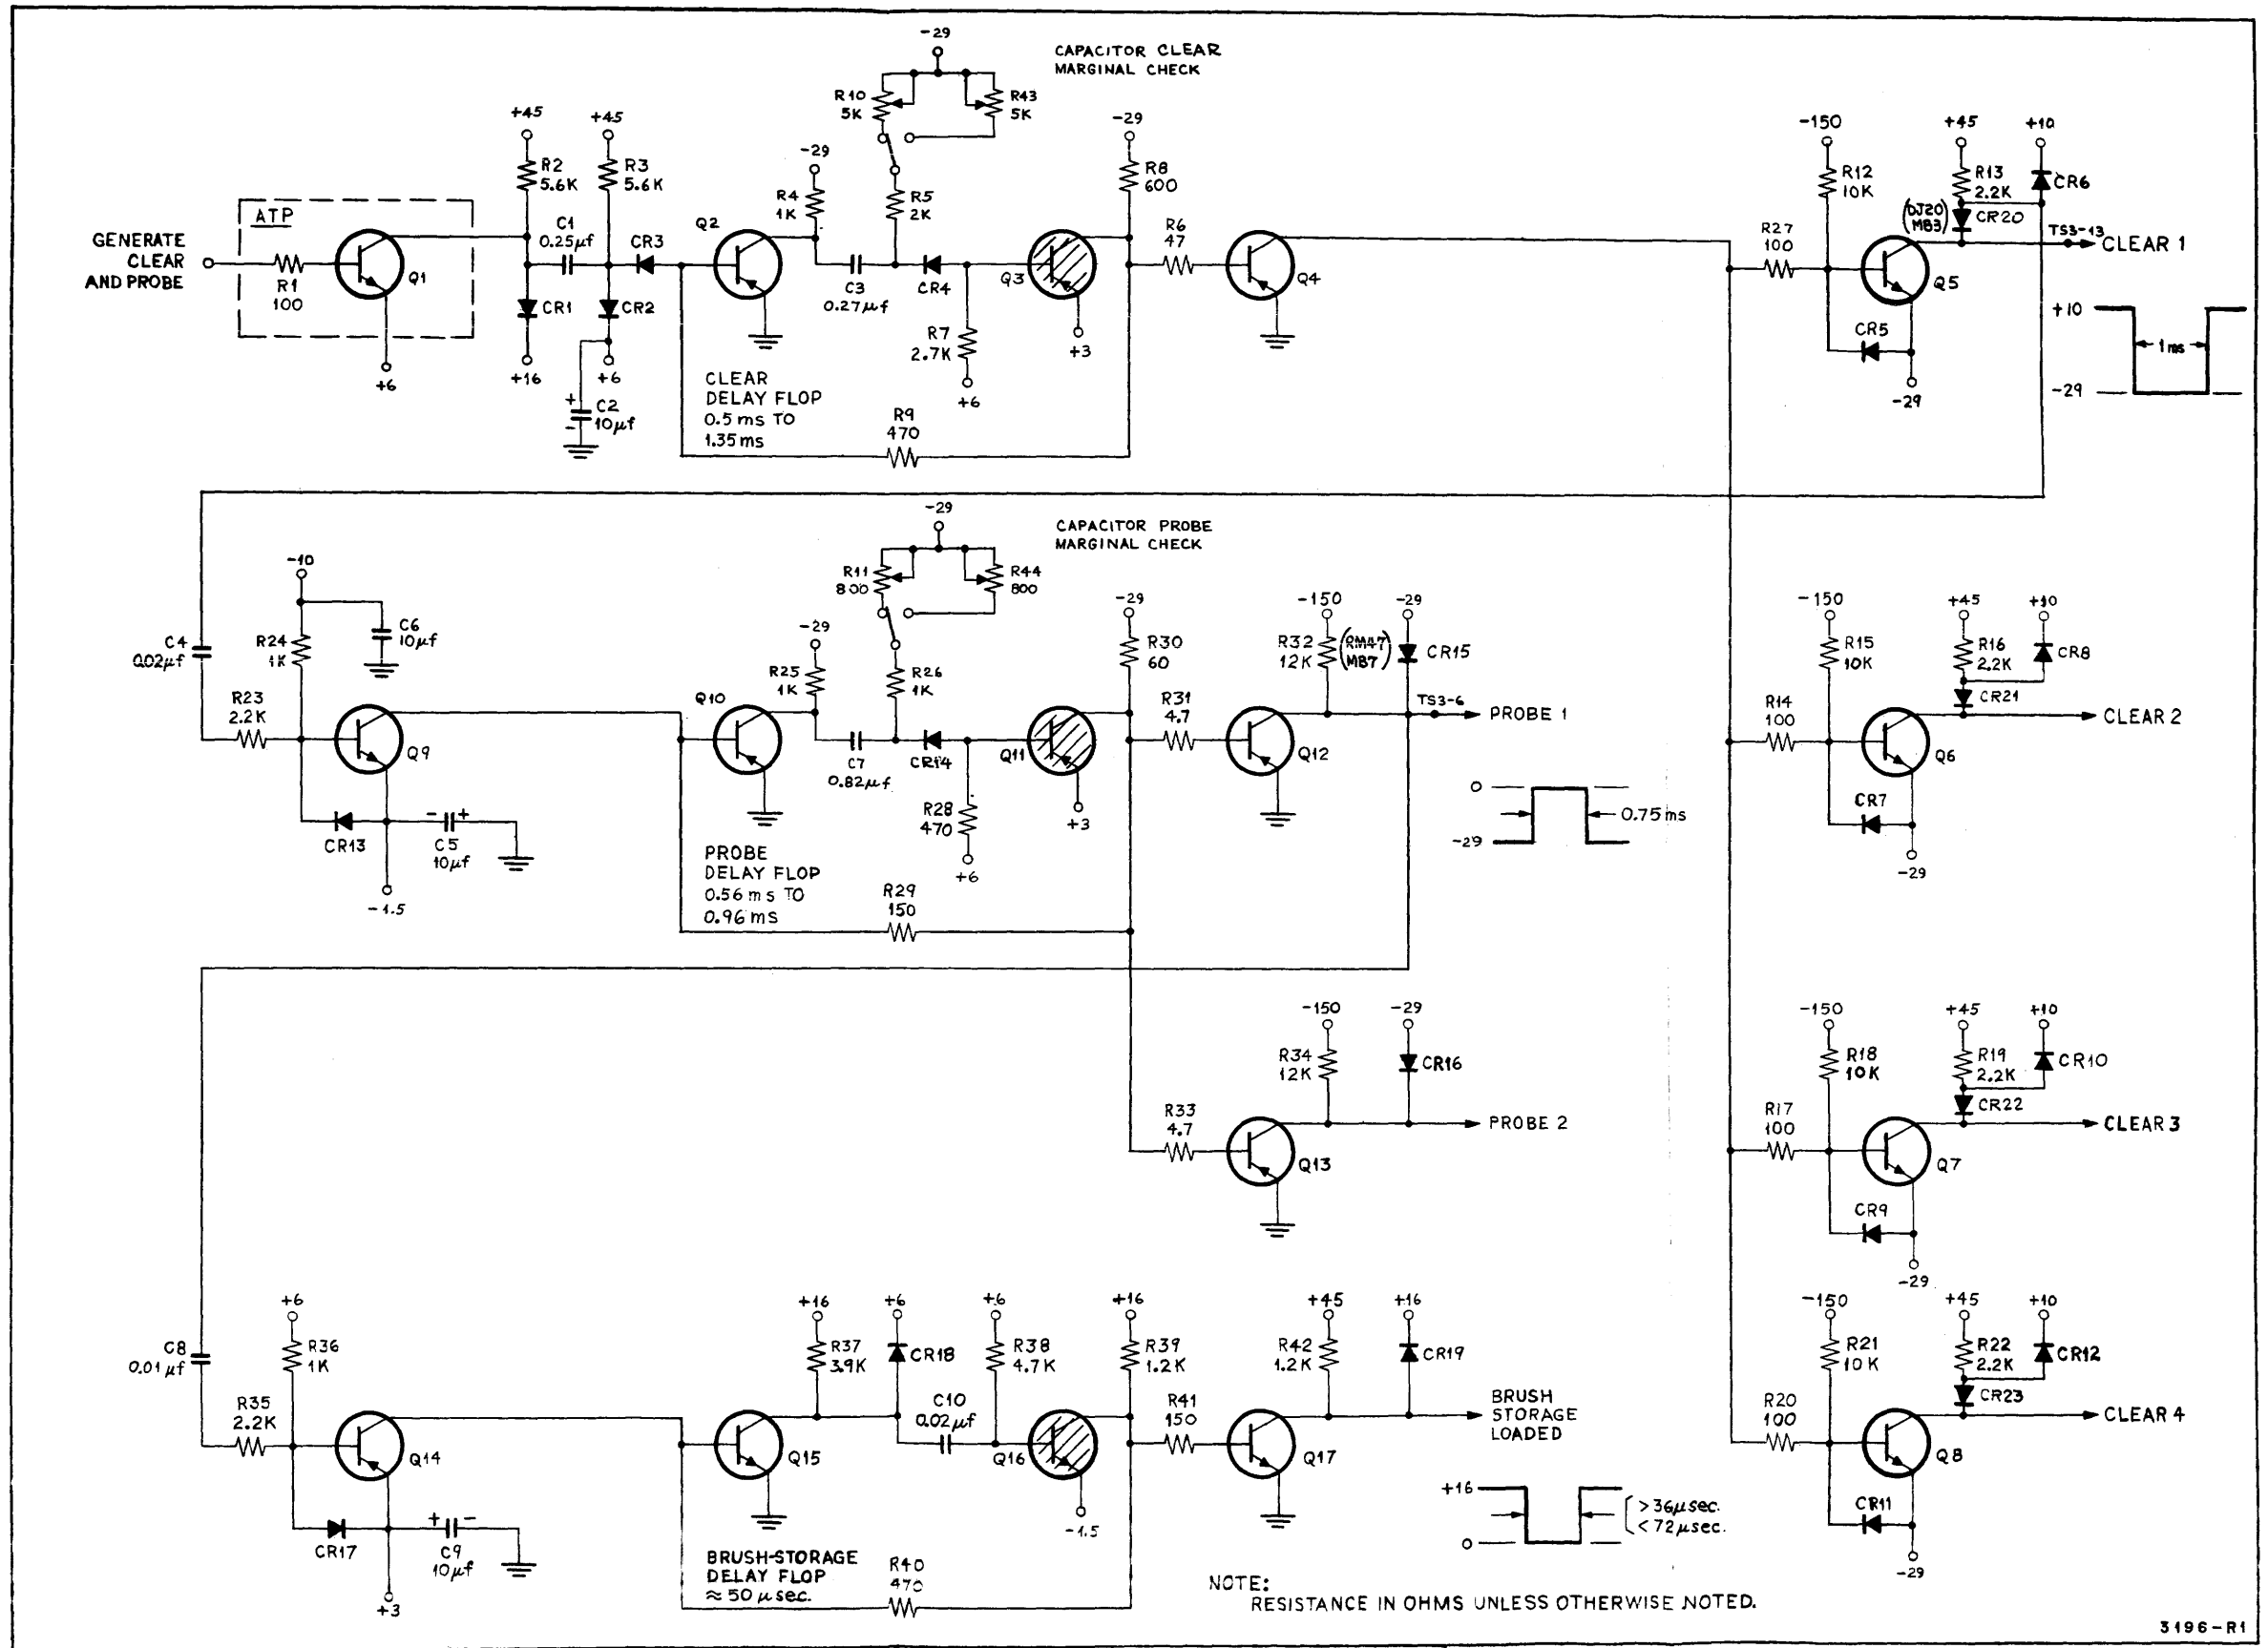 -29
CAPACITOR CLEAR
MARGINAL CHECK
R10
5K
R43
5K
+45
+45
-29
-29
R2
5.6K
R3
5.6K
R4
1K
R5
2K
R8
600
-150
+45
+10
R12
10K
R13
2.2K
CR6
(DJ20)
(MB3)
CR20
ATP
GENERATE
CLEAR
AND PROBE
R1
100
Q1
+6
C1
0.25μf
CR3
CR1
CR2
+16
+6
+
-
C2
10μf
Q2
C3
0.27μf
CR4
Q3
R7
2.7K
+6
+3
R6
47
Q4
R27
100
Q5
TS3-13
CLEAR 1
CR5
-29
+10
1ms
-29
CLEAR
DELAY FLOP
0.5 ms TO
1.35 ms
R9
470
-29
CAPACITOR PROBE
MARGINAL CHECK
R11
800
R44
800
-10
C4
0.02μf
R24
1K
C6
10μf
R23
2.2K
Q9
CR13
-
+
C5
10μf
-1.5
-29
R25
1K
R26
1K
Q10
C7
0.82μf
CR14
Q11
R28
470
+6
+3
-29
R30
60
R31
4.7
-150
R32
12K
(RM47)
(MB7)
-29
CR15
TS3-6
PROBE 1
Q12
0
-29
0.75 ms
PROBE
DELAY FLOP
0.56 ms TO
0.96 ms
R29
150
-150
R15
10K
+45
R16
2.2K
+10
CR8
CR21
R14
100
Q6
CLEAR 2
CR7
-29
-150
R34
12K
-29
CR16
R33
4.7
Q13
PROBE 2
-150
R18
10K
+45
R19
2.2K
+10
CR10
CR22
R17
100
Q7
CLEAR 3
CR9
-29
C8
0.01μf
+6
R36
1K
R35
2.2K
Q14
CR17
+
-
C9
10μf
+3
+16
R37
3.9K
+6
CR18
+6
R38
4.7K
+16
R39
1.2K
+45
R42
1.2K
+16
CR19
Q15
C10
0.02μf
Q16
-1.5
R41
150
Q17
BRUSH
STORAGE
LOADED
+16
0
>36μsec.
<72μsec.
BRUSH-STORAGE
DELAY FLOP
≈ 50 μsec.
R40
470
-150
R21
10K
+45
R22
2.2K
+10
CR12
CR23
R20
100
Q8
CLEAR 4
CR11
-29
NOTE:
RESISTANCE IN OHMS UNLESS OTHERWISE NOTED.
3196-R1